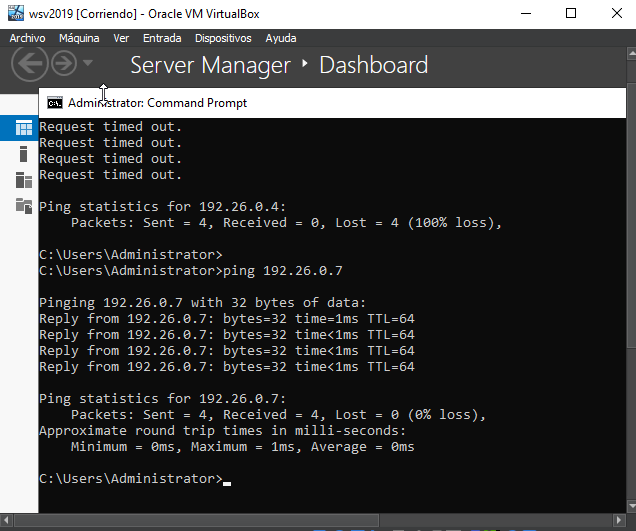 wsv2019 [Corriendo] - Oracle VM VirtualBox
Archivo Máquina Ver Entrada Dispositivos Ayuda
Server Manager Dashboard
Administrator: Command Prompt
Request timed out.
Request timed out.
Request timed out.
Request timed out.
Ping statistics for 192.26.0.4:
Packets: Sent = 4, Received = 0, Lost = 4 (100% loss),
C:\Users\Administrator>
C:\Users\Administrator>ping 192.26.0.7
Pinging 192.26.0.7 with 32 bytes of data:
Reply from 192.26.0.7: bytes=32 time=1ms TTL=64
Reply from 192.26.0.7: bytes=32 time<1ms TTL=64
Reply from 192.26.0.7: bytes=32 time<1ms TTL=64
Reply from 192.26.0.7: bytes=32 time<1ms TTL=64
Ping statistics for 192.26.0.7:
Packets: Sent = 4, Received = 4, Lost = 0 (0% loss),
Approximate round trip times in milli-seconds:
Minimum = 0ms, Maximum = 1ms, Average = 0ms
C:\Users\Administrator>